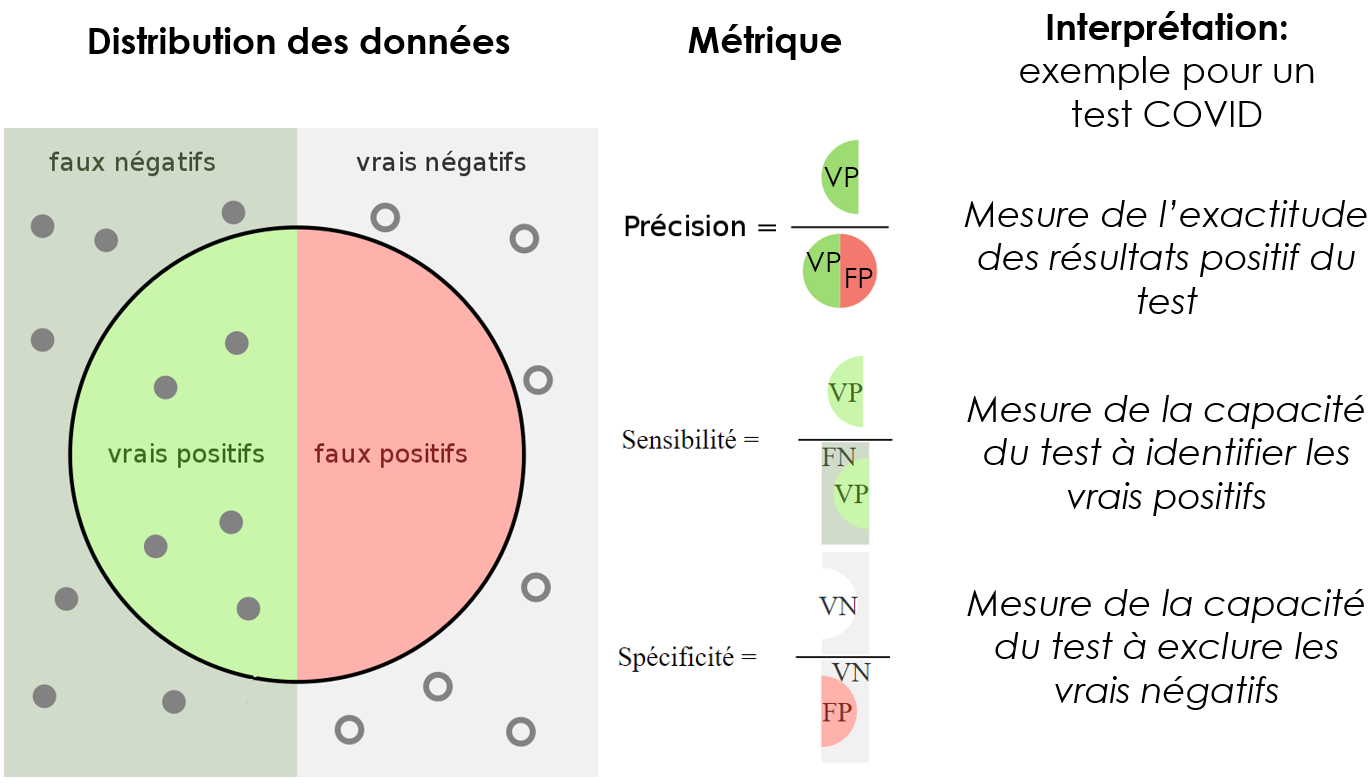 Distribution des données
faux négatifs
vrais négatifs
vrais positifs
faux positifs
Métrique
Précision =
VP
VP
FP
Sensibilité =
VP
FN
VP
Spécificité =
VN
VN
FP
Interprétation:
exemple pour un
test COVID
Mesure de l’exactitude
des résultats positif du
test
Mesure de la capacité
du test à identifier les
vrais positifs
Mesure de la capacité
du test à exclure les
vrais négatifs